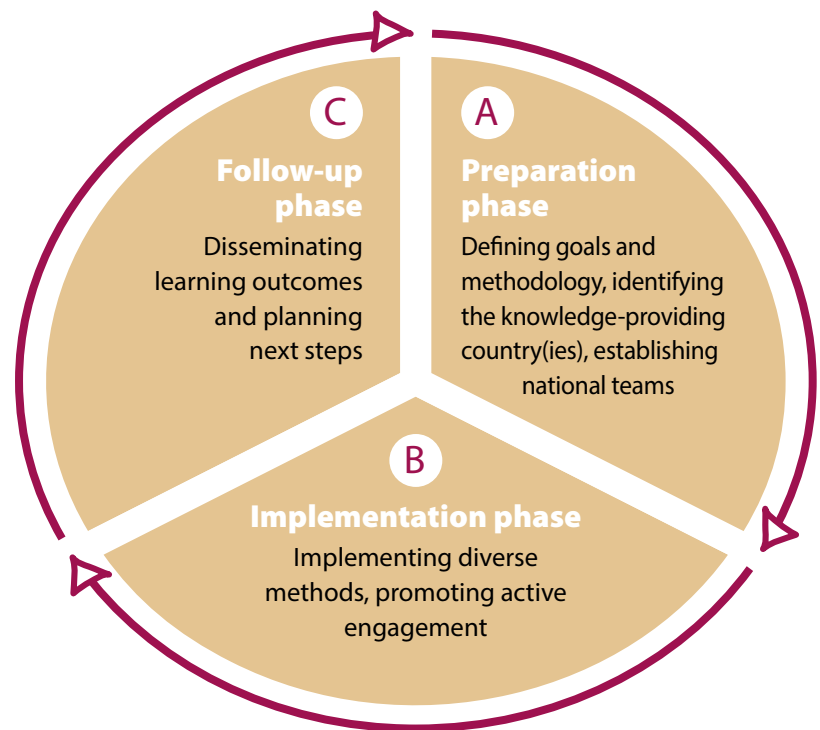 A
Preparation
phase
Defining goals and
methodology, identifying
the knowledge-providing
country(ies), establishing
national teams
B
Implementation phase
Implementing diverse
methods, promoting active
engagement
C
Follow-up
phase
Disseminating
learning outcomes
and planning
next steps